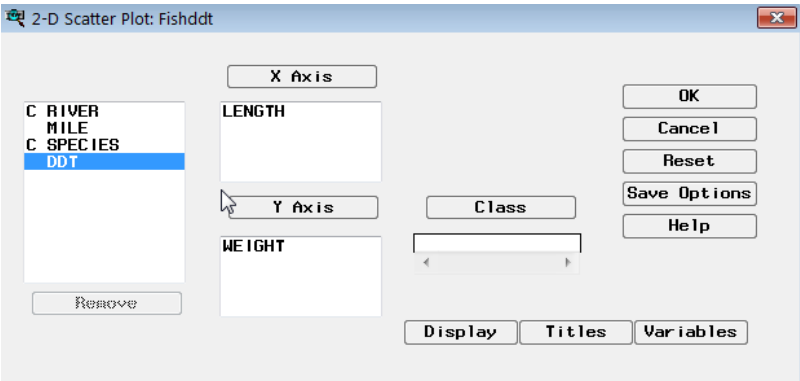 2-D Scatter Plot: Fishddt
X Axis
C RIVER
MILE
C SPECIES
DDT
LENGTH
Y Axis
WEIGHT
Class
OK
Cancel
Reset
Save Options
Help
Remove
Display
Titles
Variables